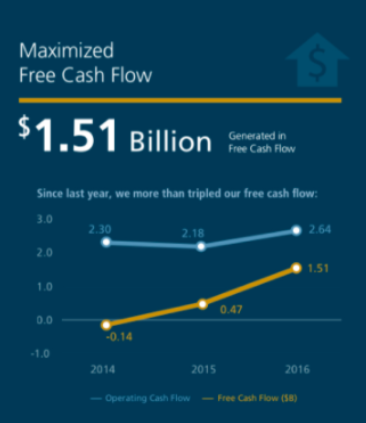 $
Maximized
Free Cash Flow
$1.51 Billion
Generated in
Free Cash Flow
Since last year, we more than tripled our free cash flow:
3.0
2.30
2.18
2.64
2.0
1.0
1.51
0.47
0.0
-0.14
-1.0
2014 2015 2016
Operating Cash Flow Free Cash Flow ($B)